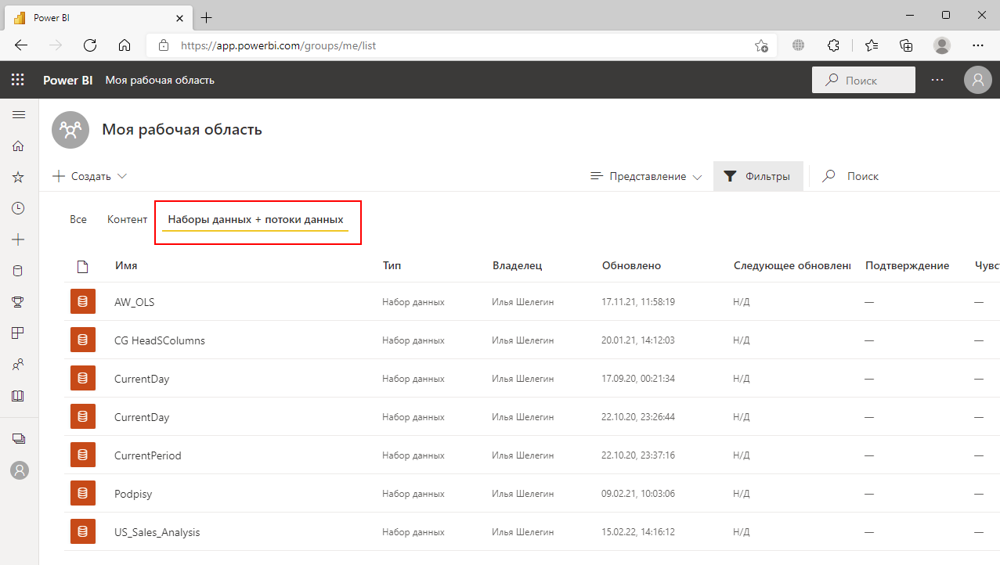 Power BI
https://app.powerbi.com/groups/me/list
Power BI Моя рабочая область Поиск
Моя рабочая область
Создать Представление Фильтры Поиск
Все Контент Наборы данных + потоки данных
Имя Тип Владелец Обновлено Следующее обновлен Подтверждение Чувс
AW_OLS Набор данных Илья Шелегин 17.11.21, 11:58:19 Н/Д —  —
CG HeadSColumns Набор данных Илья Шелегин 20.01.21, 14:12:03 Н/Д — —
CurrentDay Набор данных Илья Шелегин 17.09.20, 00:21:34 Н/Д — —
CurrentDay Набор данных Илья Шелегин 22.10.20, 23:26:44 Н/Д — —
CurrentPeriod Набор данных Илья Шелегин 22.10.20, 23:37:16 Н/Д — —
Podpisy Набор данных Илья Шелегин 09.02.21, 10:03:06 Н/Д — —
US_Sales_Analysis Набор данных Илья Шелегин 15.02.22, 14:16:12 Н/Д — —